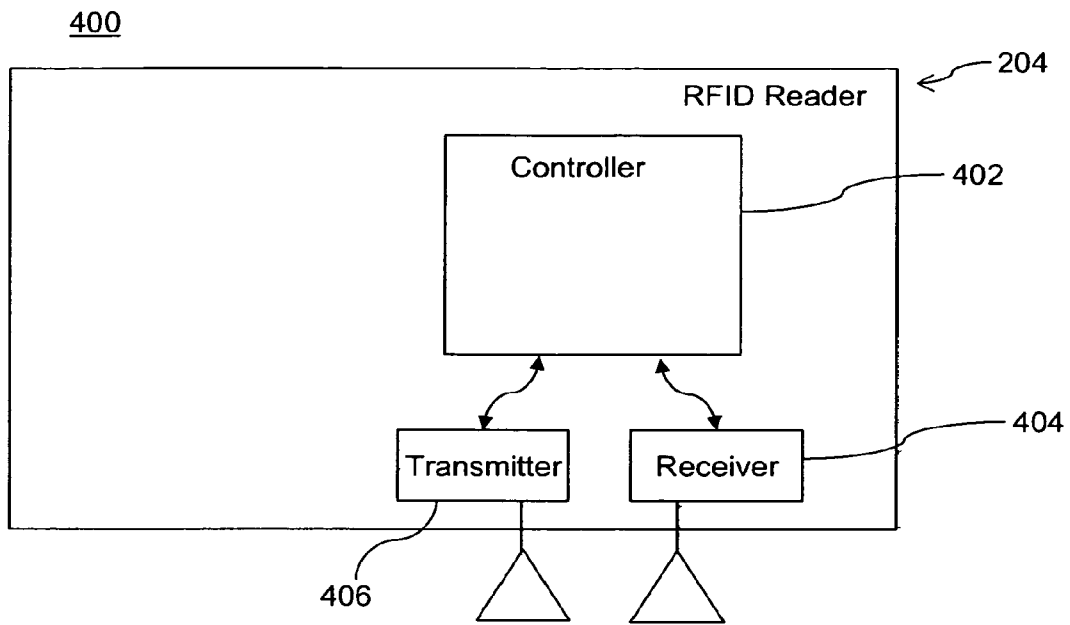 400
204
RFID Reader
Controller
402
404
Transmitter
Receiver
406